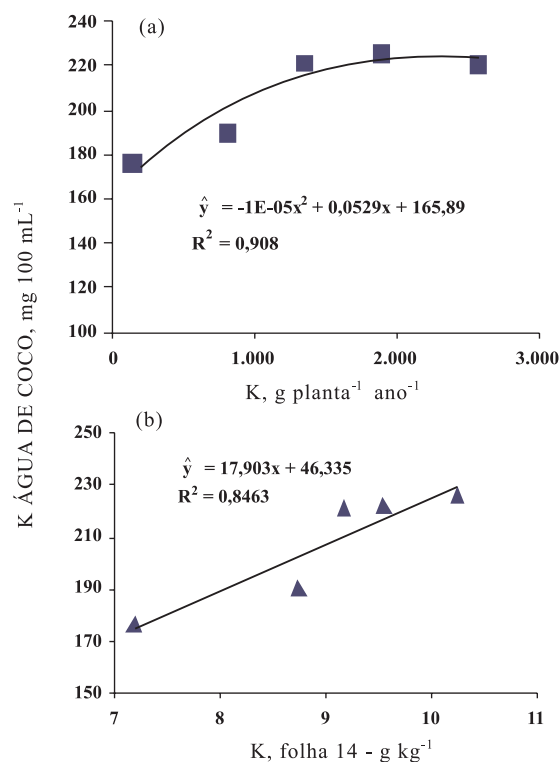 K ÁGUA DE COCO, mg 100 mL⁻¹
(a)
240
220
200
180
160
140
120
100
ŷ = -1E-05x² + 0,0529x + 165,89
R² = 0,908
0 1.000 2.000 3.000
K, g planta⁻¹ ano⁻¹
(b)
250
230
210
190
170
150
ŷ = 17,903x + 46,335
R² = 0,8463
7 8 9 10 11
K, folha 14 - g kg⁻¹